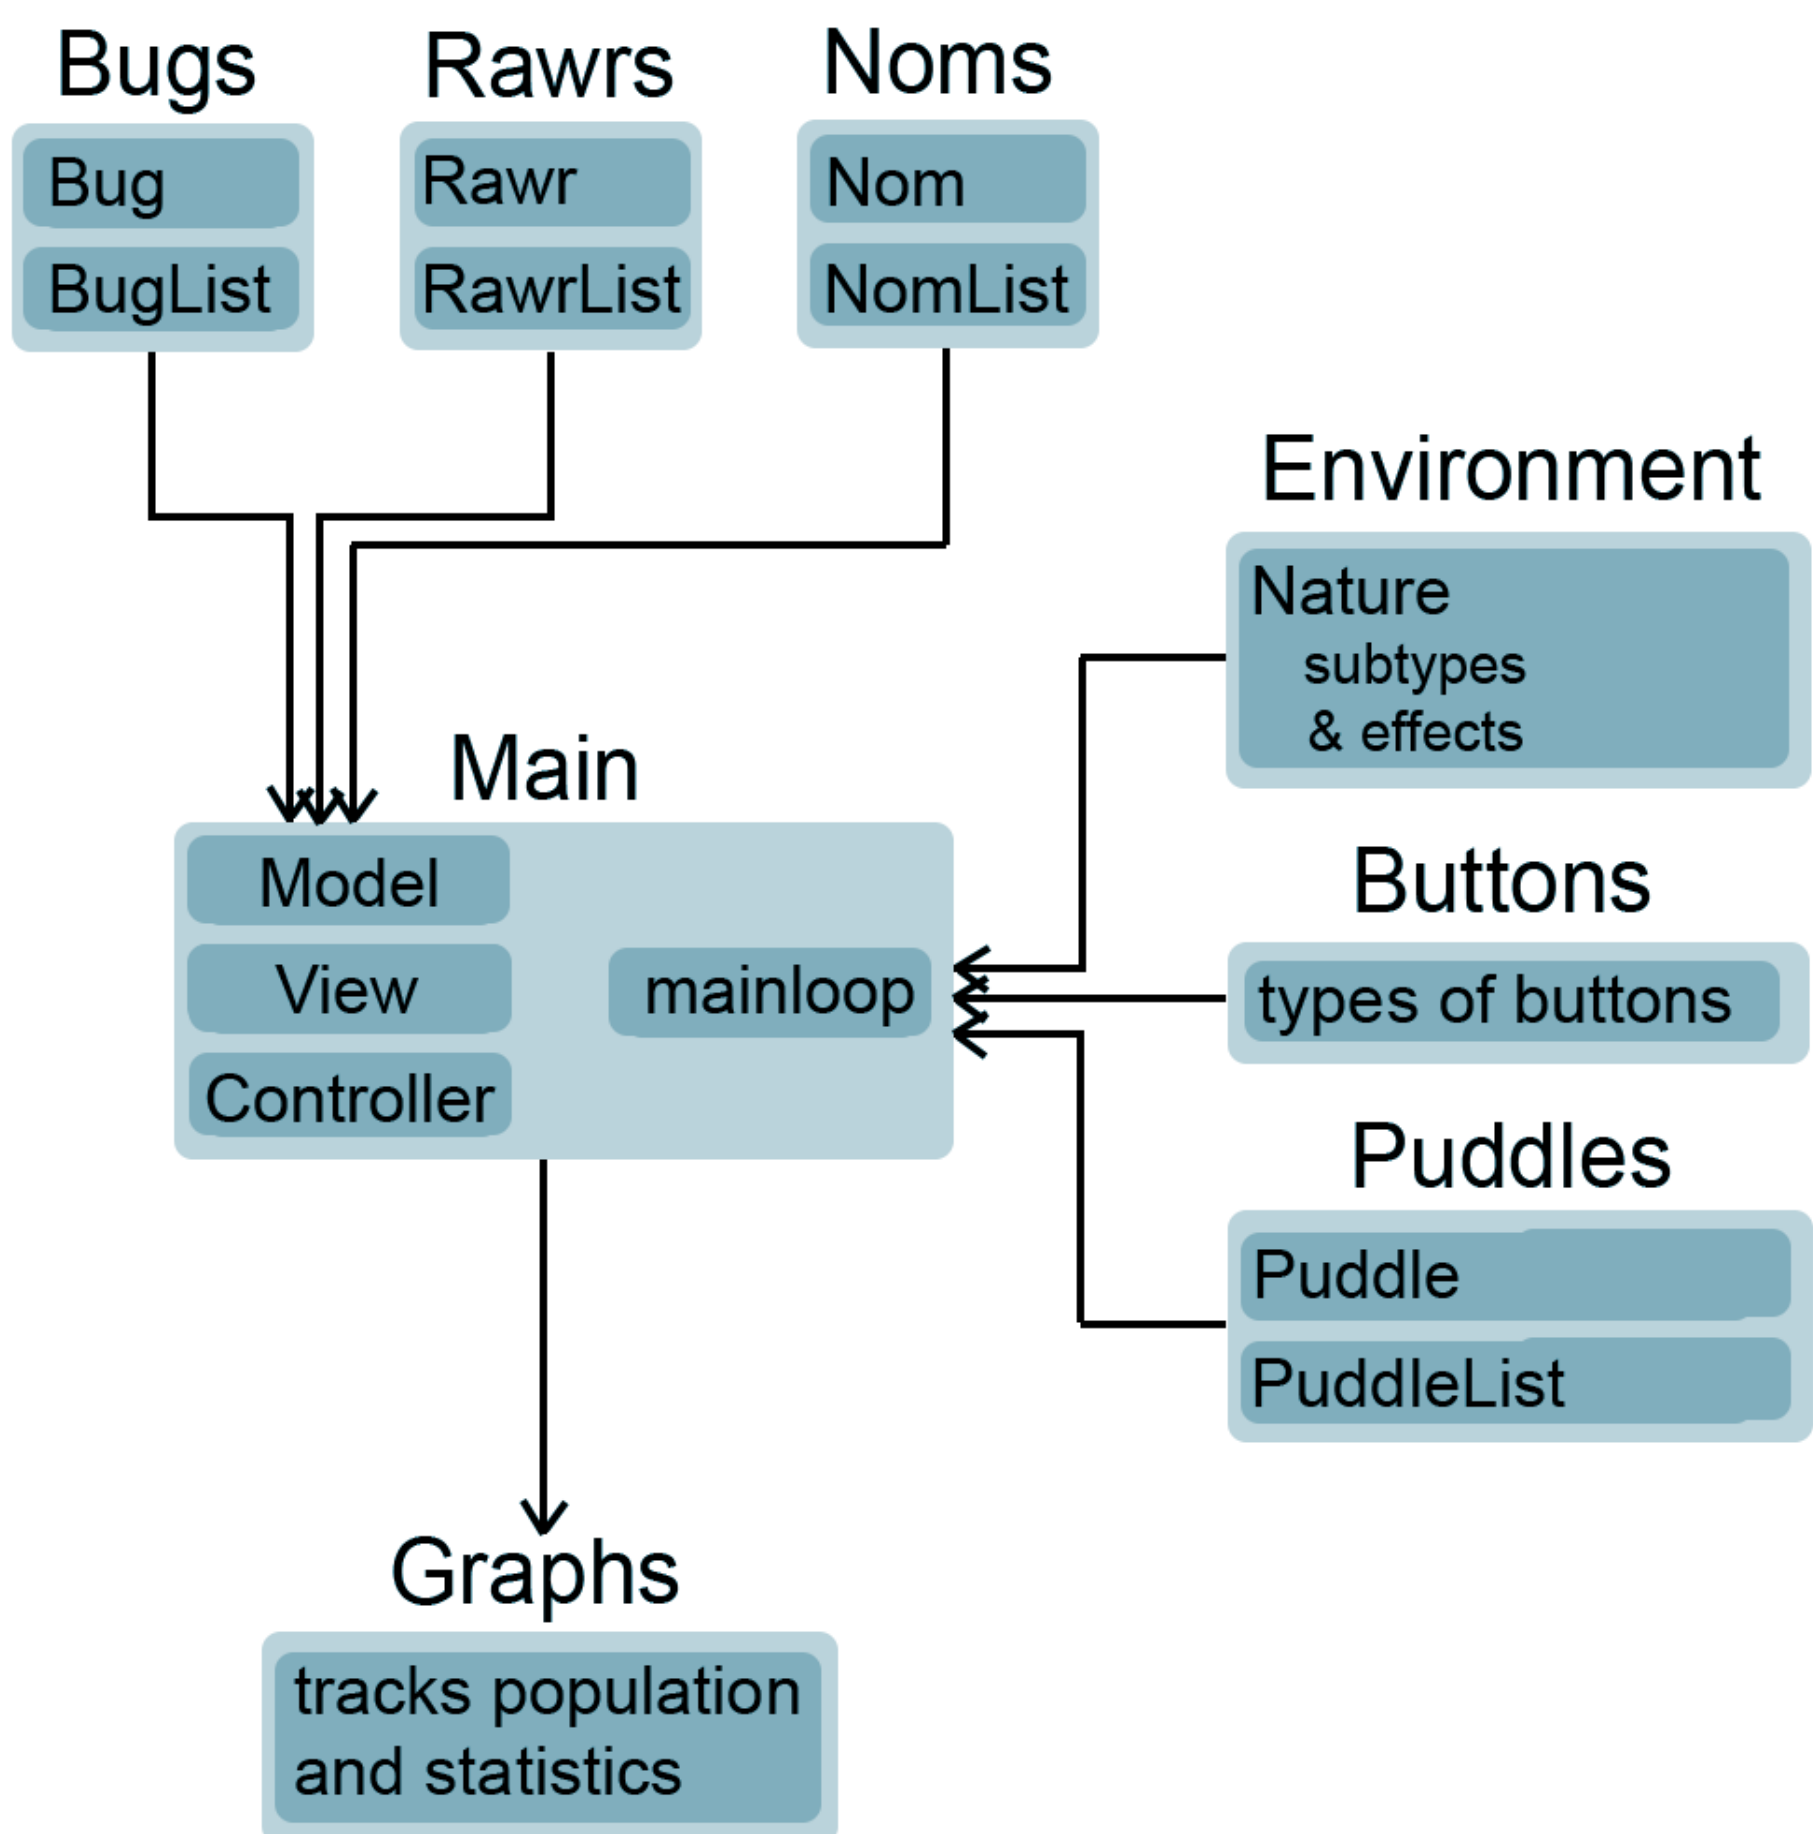 Bugs
Bug
BugList
Rawrs
Rawr
RawrList
Noms
Nom
NomList
Environment
Nature
subtypes
& effects
Main
Model
View
Controller
mainloop
Buttons
types of buttons
Puddles
Puddle
PuddleList
Graphs
tracks population
and statistics